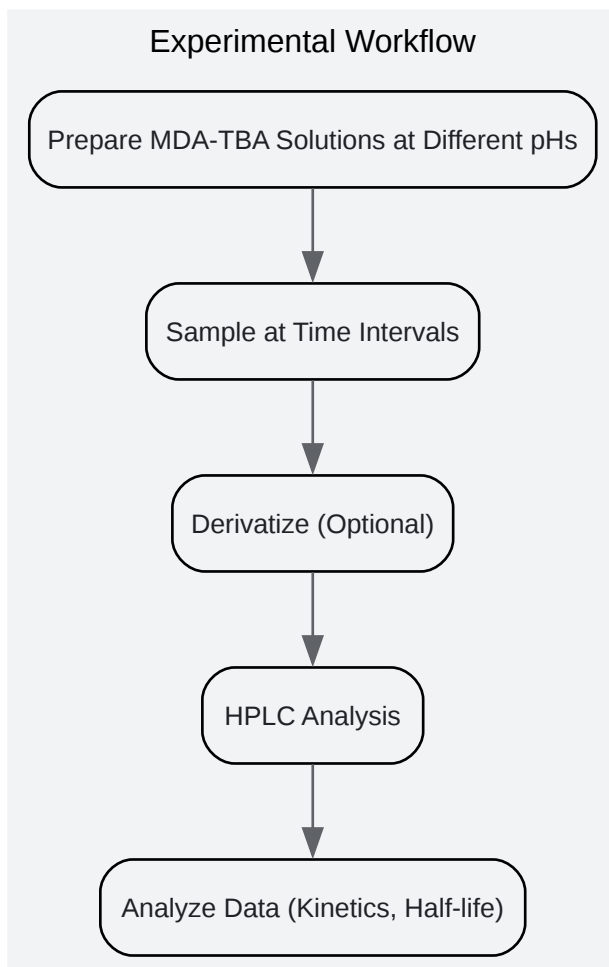 Experimental Workflow
Prepare MDA-TBA Solutions at Different pHs
Sample at Time Intervals
Derivatize (Optional)
HPLC Analysis
Analyze Data (Kinetics, Half-life)